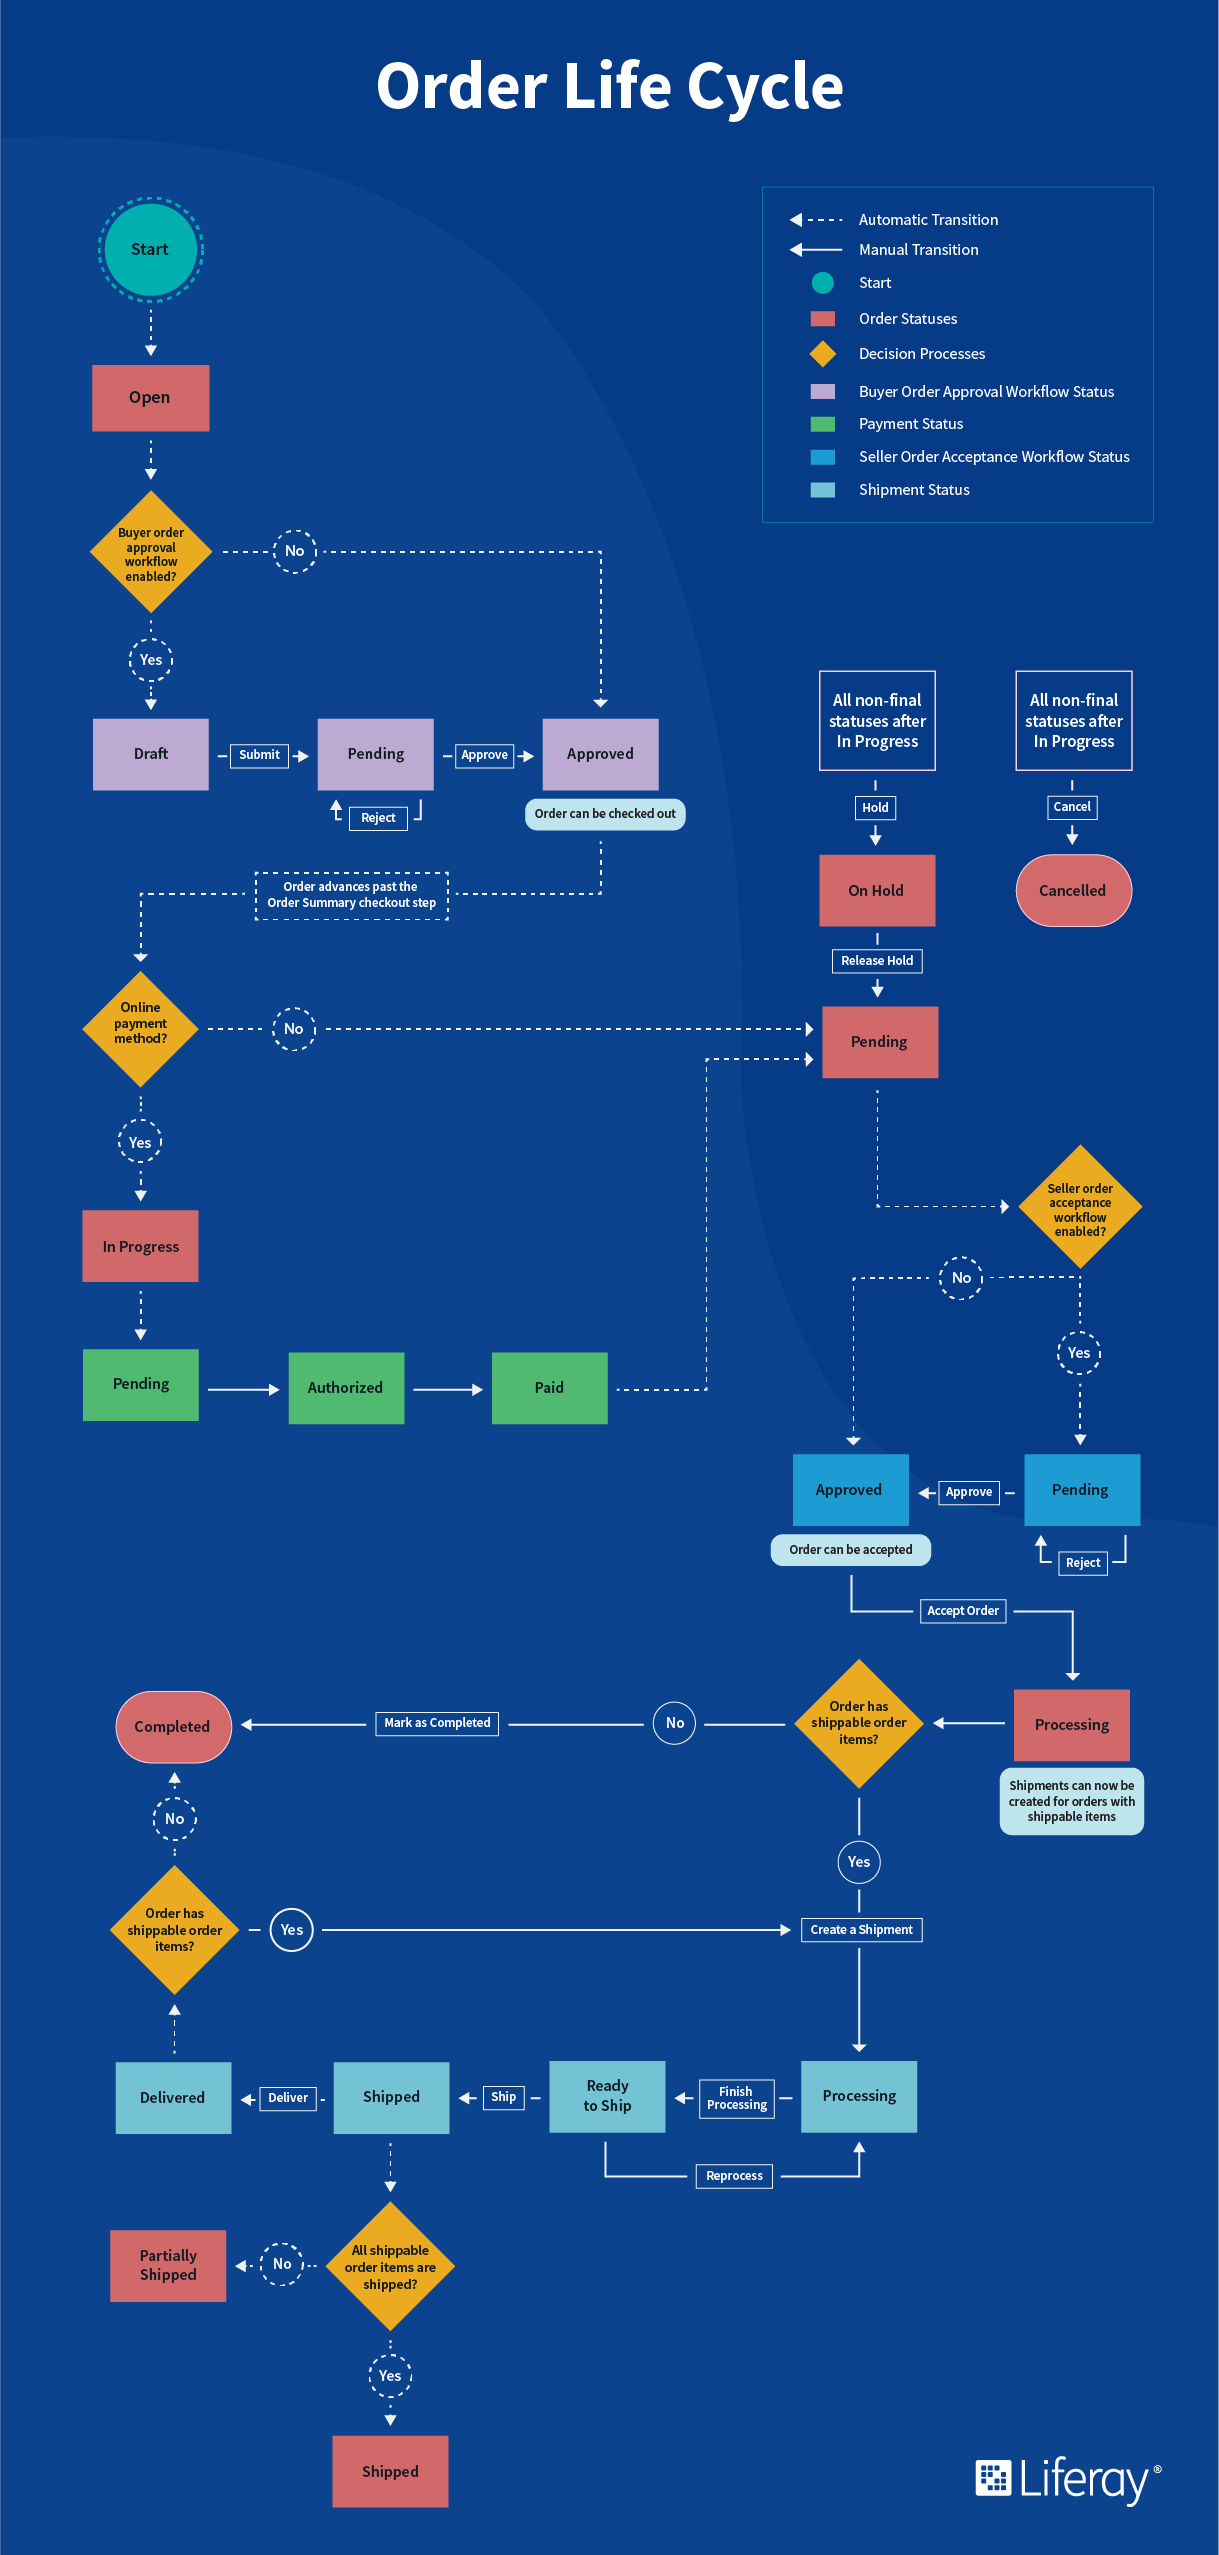 Order Life Cycle
Automatic Transition
Manual Transition
Start
Order Statuses
Decision Processes
Buyer Order Approval Workflow Status
Payment Status
Seller Order Acceptance Workflow Status
Shipment Status
Start
Open
Buyer order
approval
workflow
enabled?
No
Yes
Draft
Submit
Pending
Approve
Approved
Reject
Order can be checked out
Order advances past the
Order Summary checkout step
All non-final
statuses after
In Progress
All non-final
statuses after
In Progress
Hold
Cancel
On Hold
Cancelled
Release Hold
Online
payment
method?
No
Pending
Yes
In Progress
Pending
Authorized
Paid
Seller order
acceptance
workflow
enabled?
No
Yes
Approved
Approve
Pending
Order can be accepted
Reject
Accept Order
Completed
Mark as Completed
No
Order has
shippable order
items?
Processing
Shipments can now be
created for orders with
shippable items
No
Yes
Order has
shippable order
items?
Yes
Create a Shipment
Delivered
Deliver
Shipped
Ship
Ready
to Ship
Finish
Processing
Processing
Reprocess
Partially
Shipped
No
All shippable
order items are
shipped?
Yes
Shipped
Liferay®